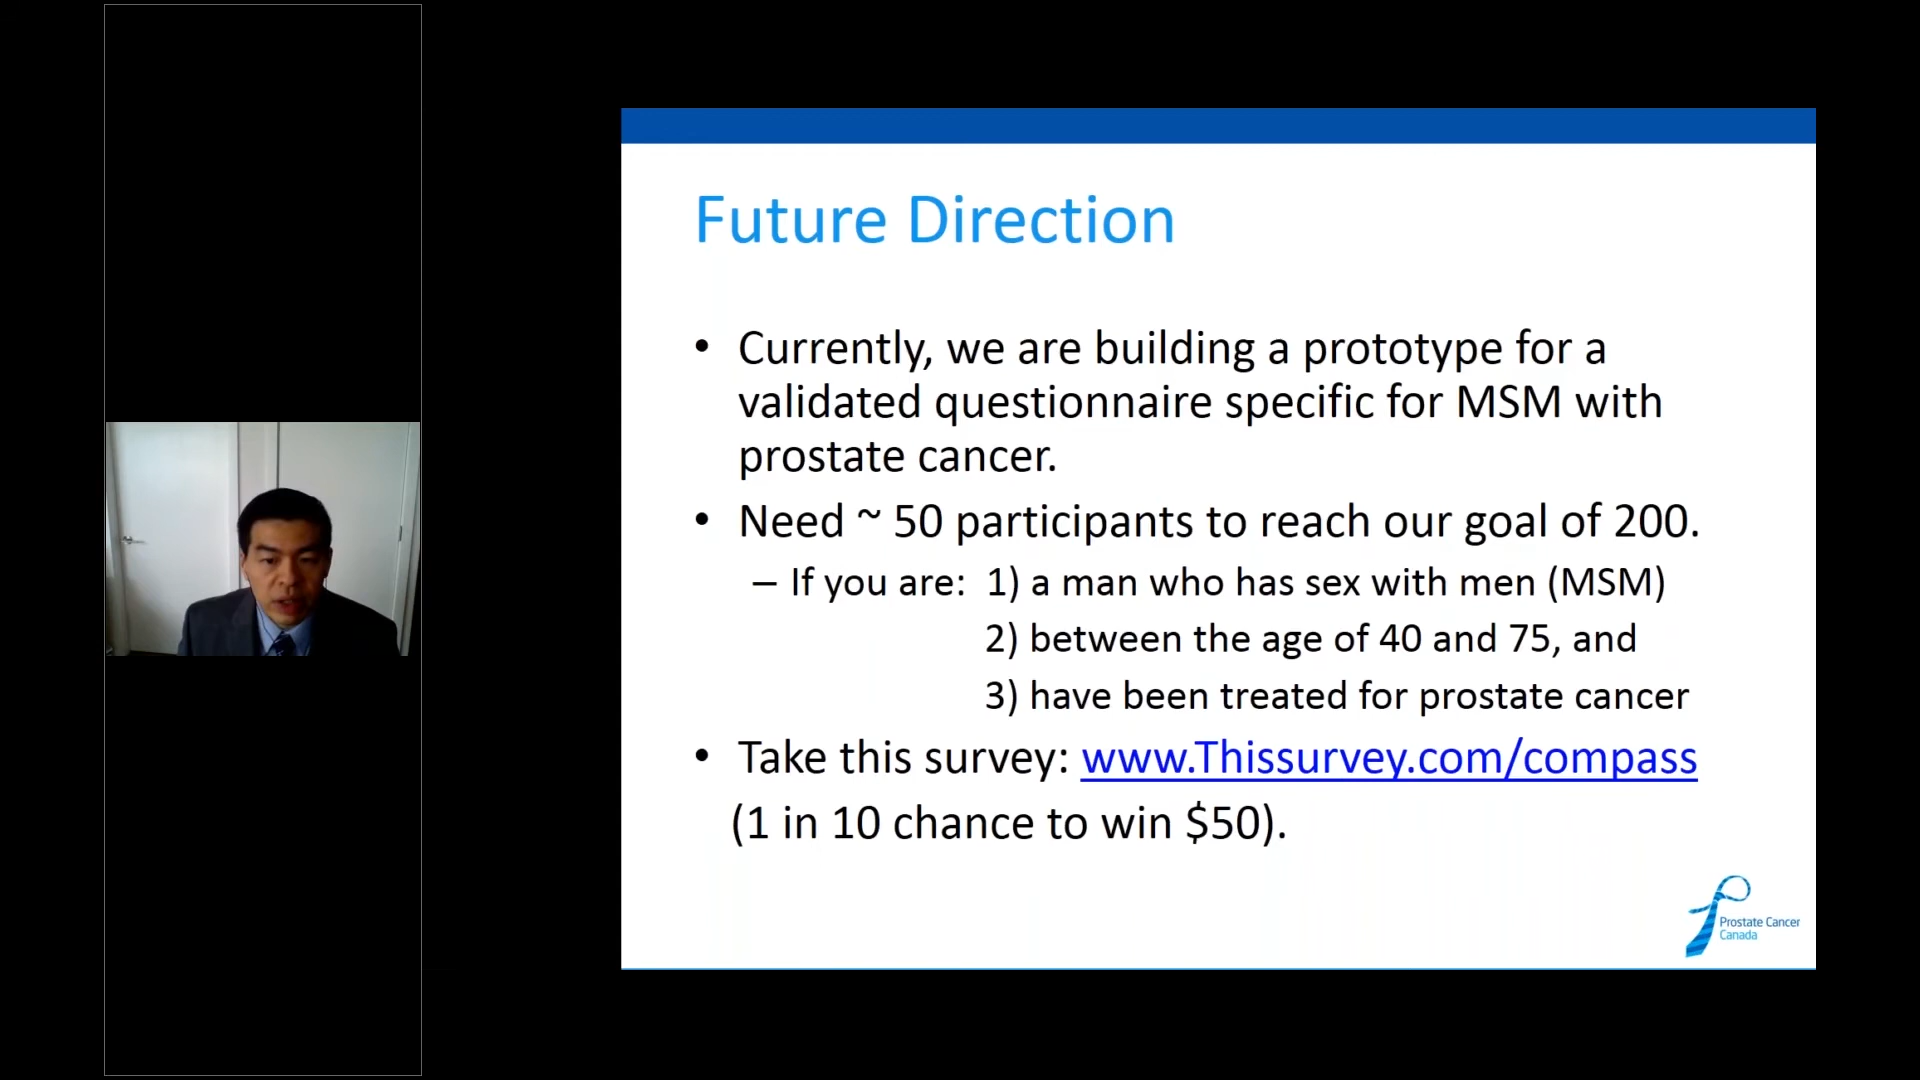 Future Direction
• Currently, we are building a prototype for a
validated questionnaire specific for MSM with
prostate cancer.
• Need ~ 50 participants to reach our goal of 200.
– If you are: 1) a man who has sex with men (MSM)
2) between the age of 40 and 75, and
3) have been treated for prostate cancer
• Take this survey: www.Thissurvey.com/compass
(1 in 10 chance to win $50).
Prostate Cancer
Canada